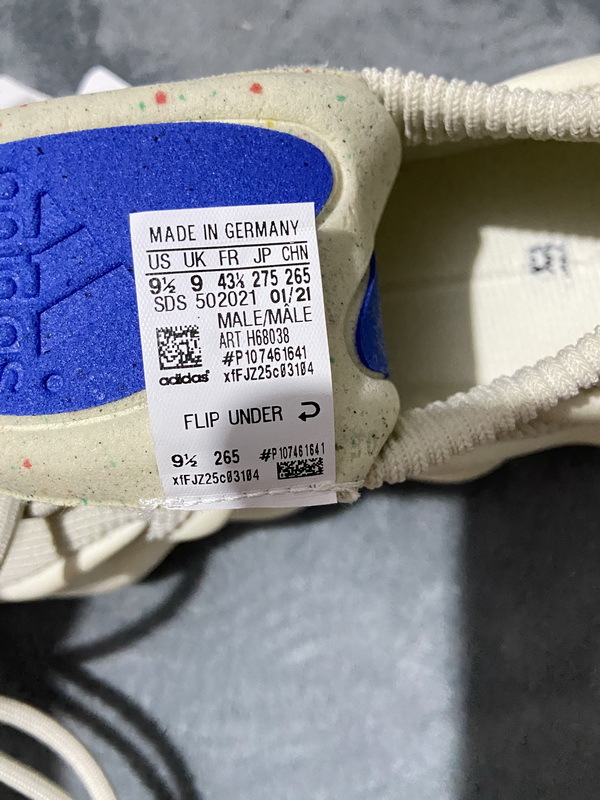 MADE IN GERMANY
US UK FR JP CHN
9½ 9 43⅓ 275 265
SDS 502021 01/21
MALE/MÂLE
ART H68038
#P107461641
x1FJZ25c03104
adidas
FLIP UNDER
9½ 265 #P107461641
x1FJZ25c03104
adidas